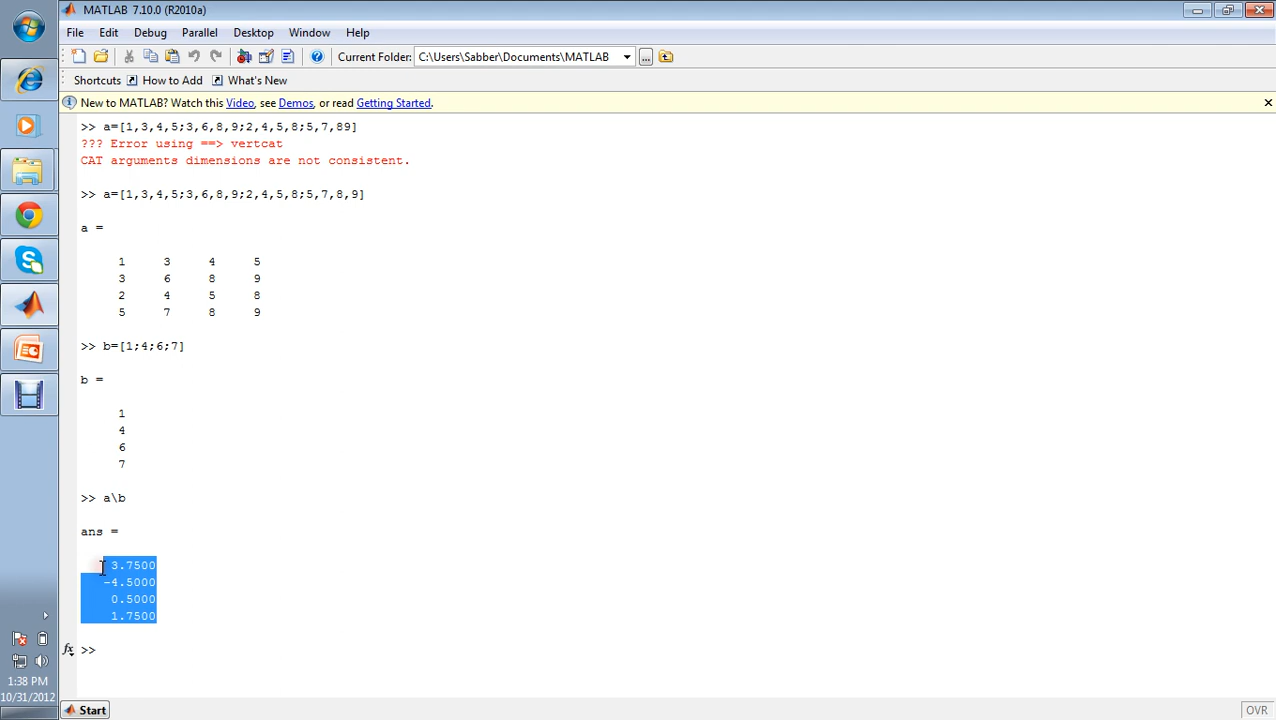 MATLAB 7.10.0 (R2010a)
File Edit Debug Parallel Desktop Window Help
Current Folder: C:\Users\Sabber\Documents\MATLAB ...
Shortcuts How to Add What's New
New to MATLAB? Watch this Video, see Demos, or read Getting Started.
>> a=[1,3,4,5;3,6,8,9;2,4,5,8;5,7,89]
??? Error using ==> vertcat
CAT arguments dimensions are not consistent.
>> a=[1,3,4,5;3,6,8,9;2,4,5,8;5,7,8,9]
a =
1 3 4 5
3 6 8 9
2 4 5 8
5 7 8 9
>> b=[1;4;6;7]
b =
1
4
6
7
>> a\b
ans =
3.7500
-4.5000
0.5000
1.7500
fx >>
1:38 PM
10/31/2012
Start
OVR